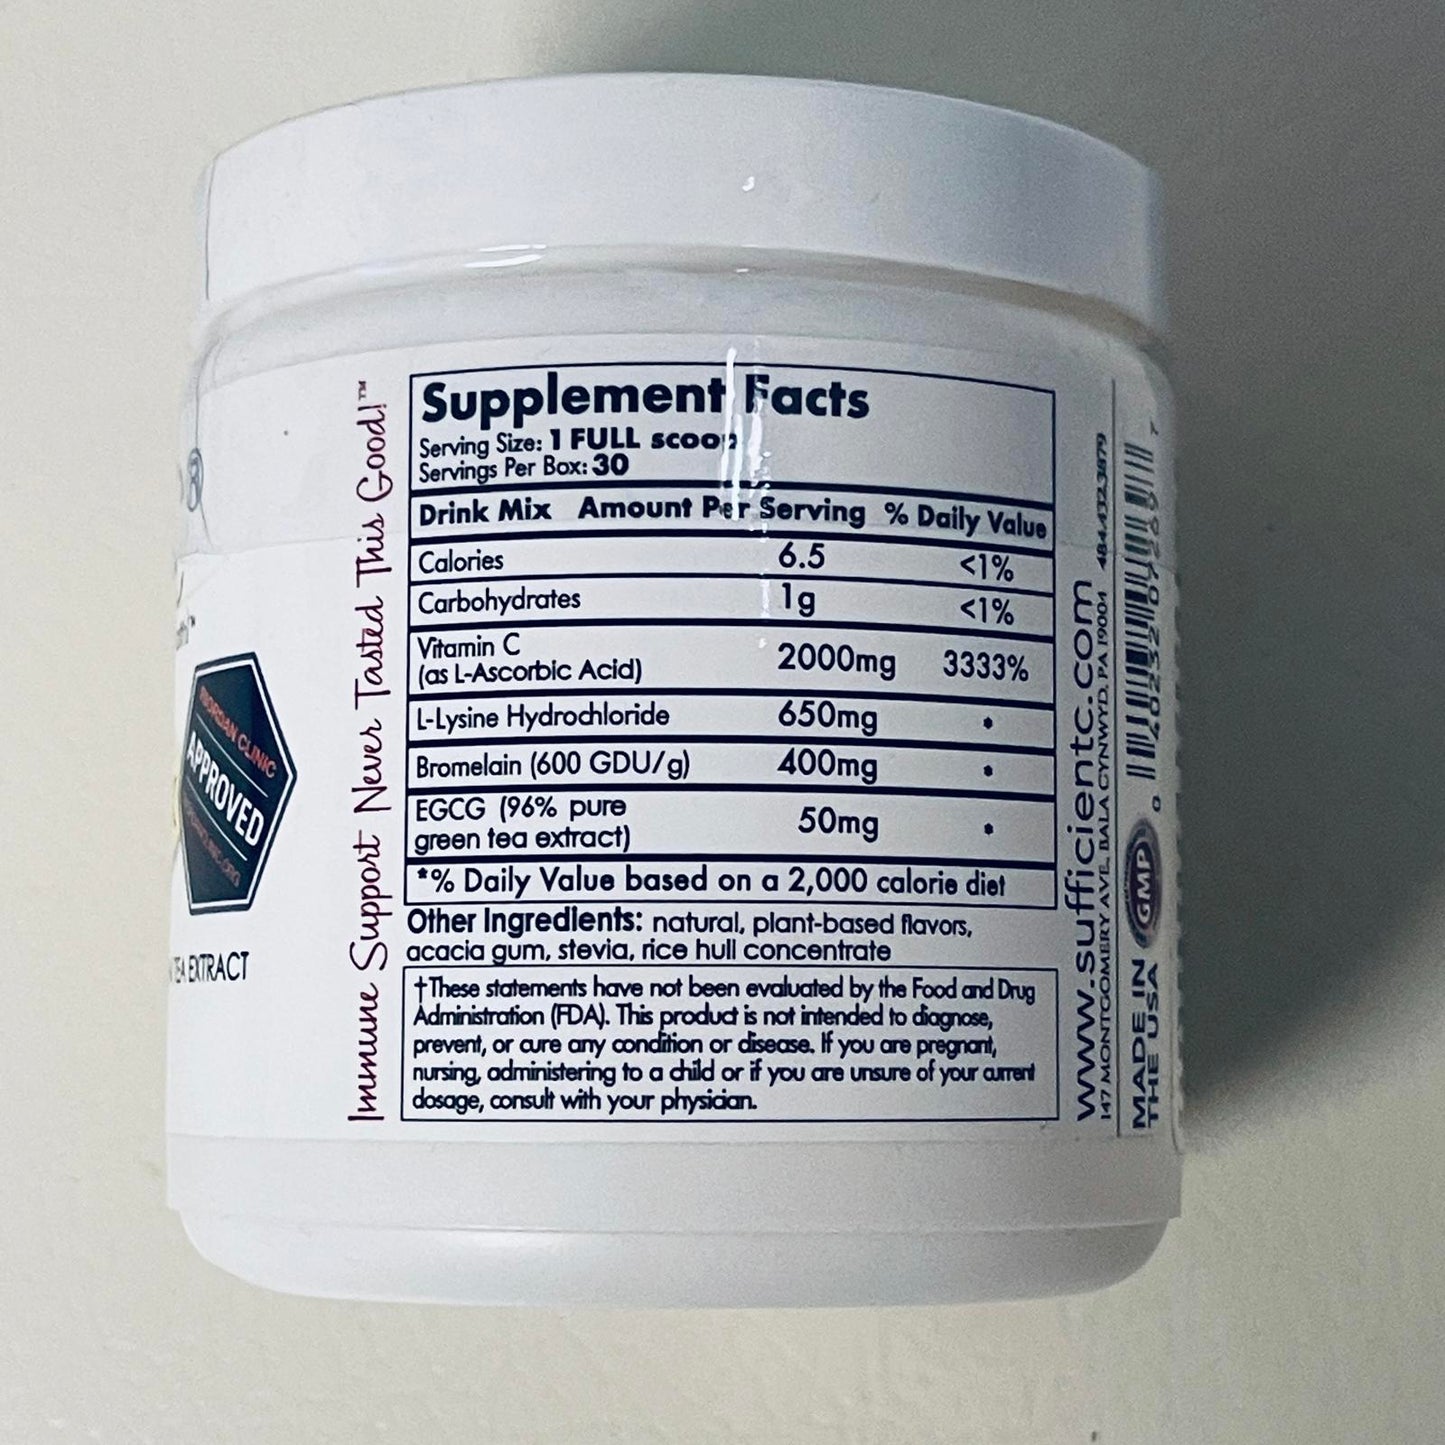 ®
TM
RIORDAN CLINIC
APPROVED
TEA EXTRACT
Immune Support Never Tasted This Good!™
Supplement Facts
Serving Size: 1 FULL scoop
Servings Per Box: 30
Drink Mix Amount Per Serving % Daily Value
Calories 6.5 <1%
Carbohydrates 1g <1%
Vitamin C
(as L-Ascorbic Acid) 2000mg 3333%
L-Lysine Hydrochloride 650mg *
Bromelain (600 GDU/g) 400mg *
EGCG (96% pure
green tea extract) 50mg *
*% Daily Value based on a 2,000 calorie diet
Other Ingredients: natural, plant-based flavors,
acacia gum, stevia, rice hull concentrate
†These statements have not been evaluated by the Food and Drug
Administration (FDA). This product is not intended to diagnose,
prevent, or cure any condition or disease. If you are pregnant,
nursing, administering to a child or if you are unsure of your current
dosage, consult with your physician.
www.sufficientc.com
147 MONTGOMERY AVE. BALA CYNWYD, PA 19004 484.432.3879
MADE IN
THE USA
GMP